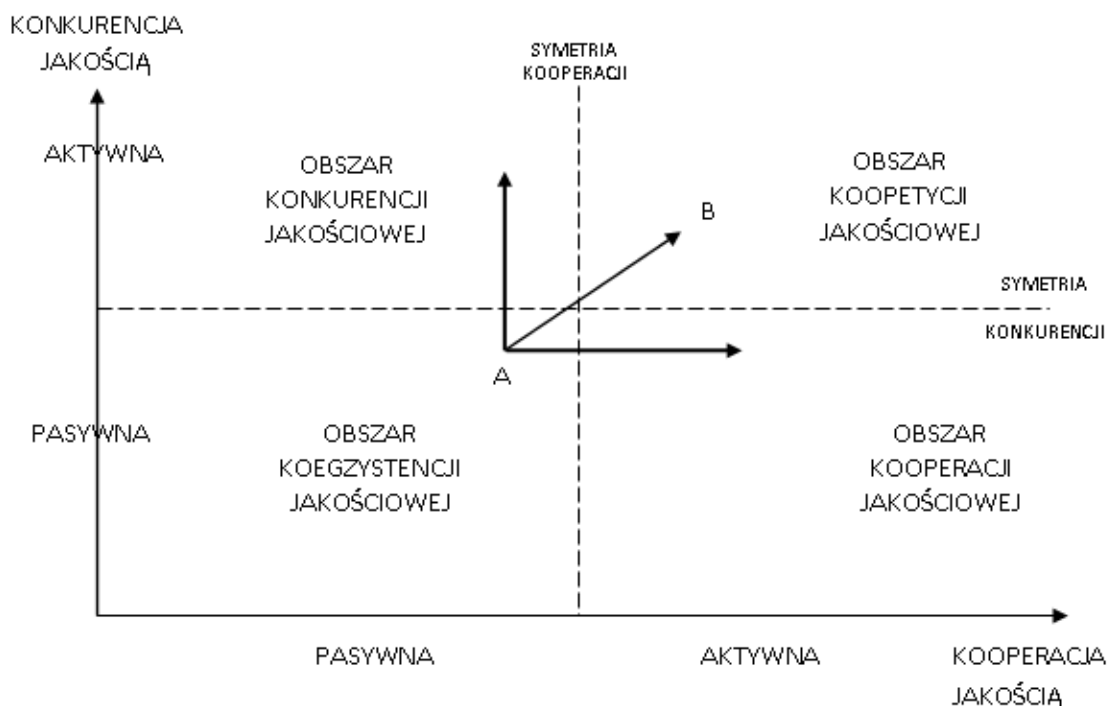 KONKURENCJA
JAKOŚCIĄ
SYMETRIA
KOOPERACJI
AKTYWNA
OBSZAR
KONKURENCJI
JAKOŚCIOWEJ
OBSZAR
KOOPETYCJI
JAKOŚCIOWEJ
B
SYMETRIA
KONKURENCJI
A
PASYWNA
OBSZAR
KOEGZYSTENCJI
JAKOŚCIOWEJ
OBSZAR
KOOPERACJI
JAKOŚCIOWEJ
PASYWNA
AKTYWNA
KOOPERACJA
JAKOŚCIĄ